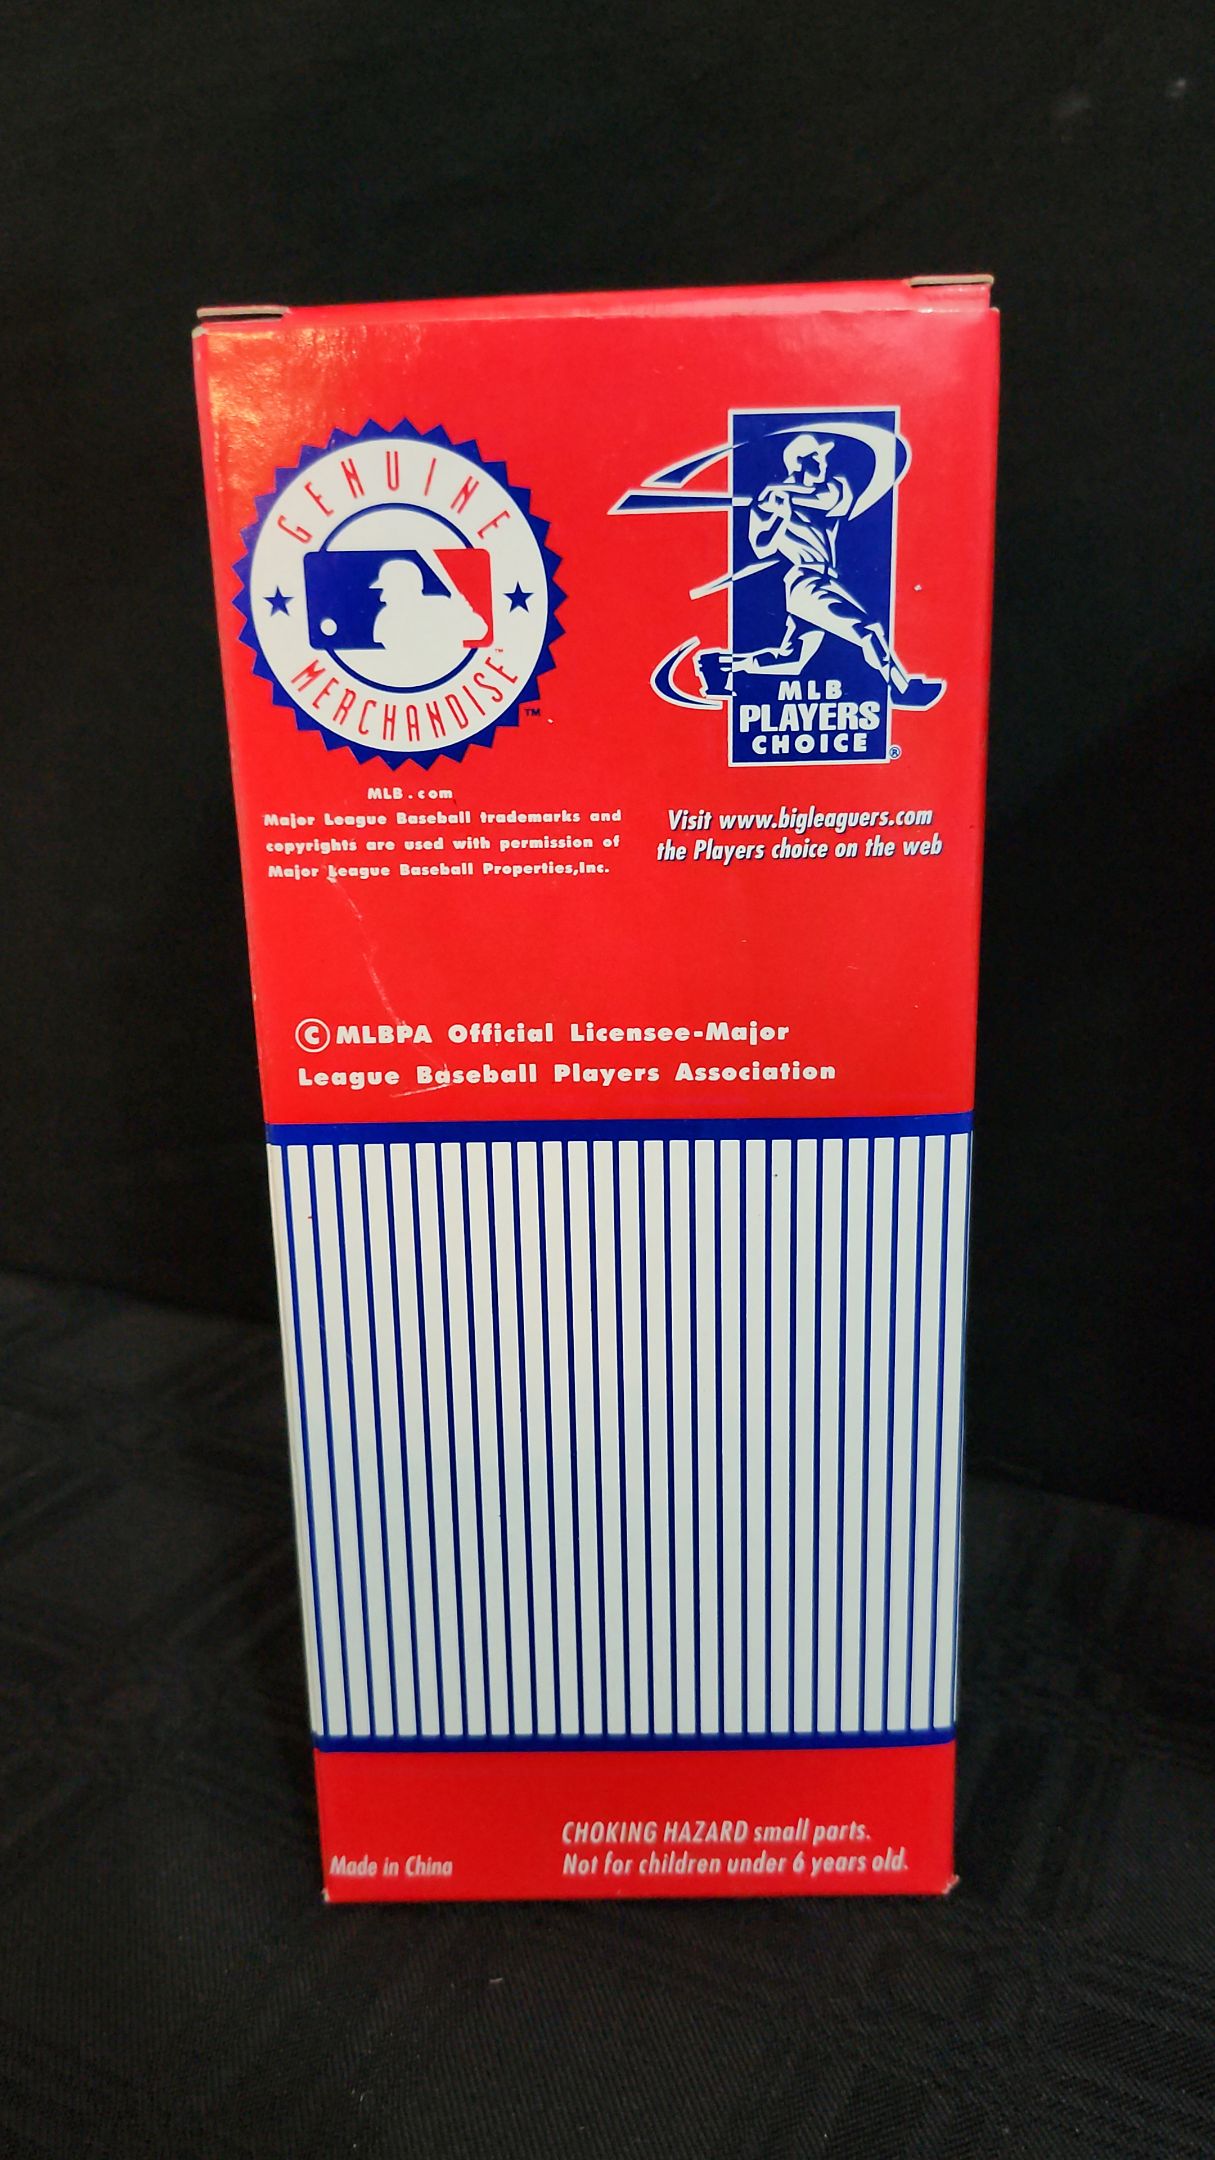 GENUINE
MERCHANDISE™
MLB
PLAYERS
CHOICE®
MLB.com
Major League Baseball trademarks and
copyrights are used with permission of
Major League Baseball Properties,Inc.
Visit www.bigleaguers.com
the Players choice on the web
©MLBPA Official Licensee-Major
League Baseball Players Association
CHOKING HAZARD small parts.
Not for children under 6 years old.
Made in China